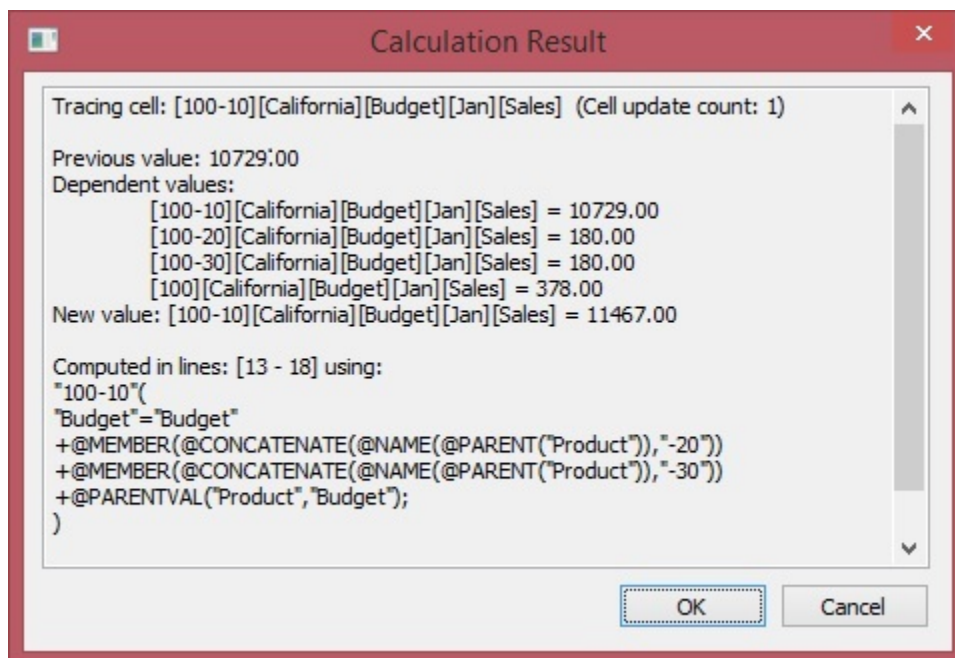 Calculation Result
Tracing cell: [100-10][California][Budget][Jan][Sales] (Cell update count: 1)
Previous value: 10729.00
Dependent values:
[100-10][California][Budget][Jan][Sales] = 10729.00
[100-20][California][Budget][Jan][Sales] = 180.00
[100-30][California][Budget][Jan][Sales] = 180.00
[100][California][Budget][Jan][Sales] = 378.00
New value: [100-10][California][Budget][Jan][Sales] = 11467.00
Computed in lines: [13 - 18] using:
"100-10"(
"Budget"="Budget"
+@MEMBER(@CONCATENATE(@NAME(@PARENT("Product")),"-20"))
+@MEMBER(@CONCATENATE(@NAME(@PARENT("Product")),"-30"))
+@PARENTVAL("Product","Budget");
)
OK Cancel